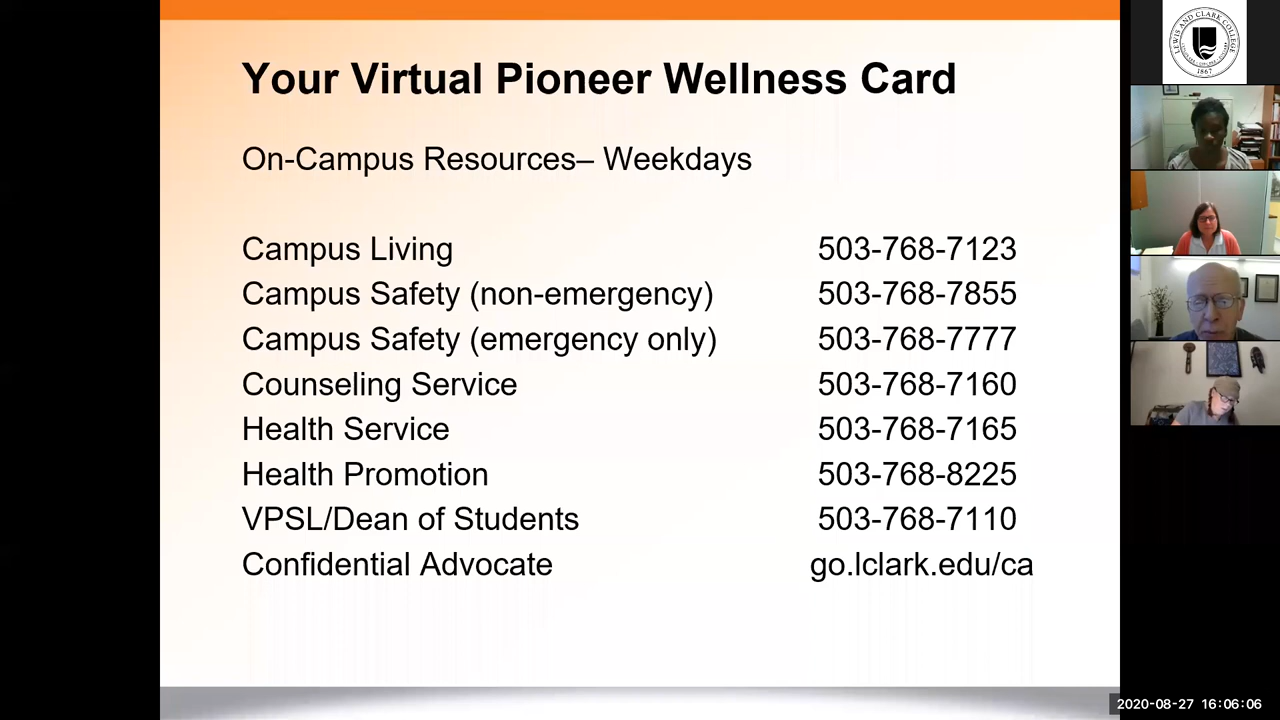 Your Virtual Pioneer Wellness Card
On-Campus Resources– Weekdays
Campus Living 503-768-7123
Campus Safety (non-emergency) 503-768-7855
Campus Safety (emergency only) 503-768-7777
Counseling Service 503-768-7160
Health Service 503-768-7165
Health Promotion 503-768-8225
VPSL/Dean of Students 503-768-7110
Confidential Advocate go.lclark.edu/ca
LEWIS AND CLARK COLLEGE
1867
2020-08-27 16:06:06